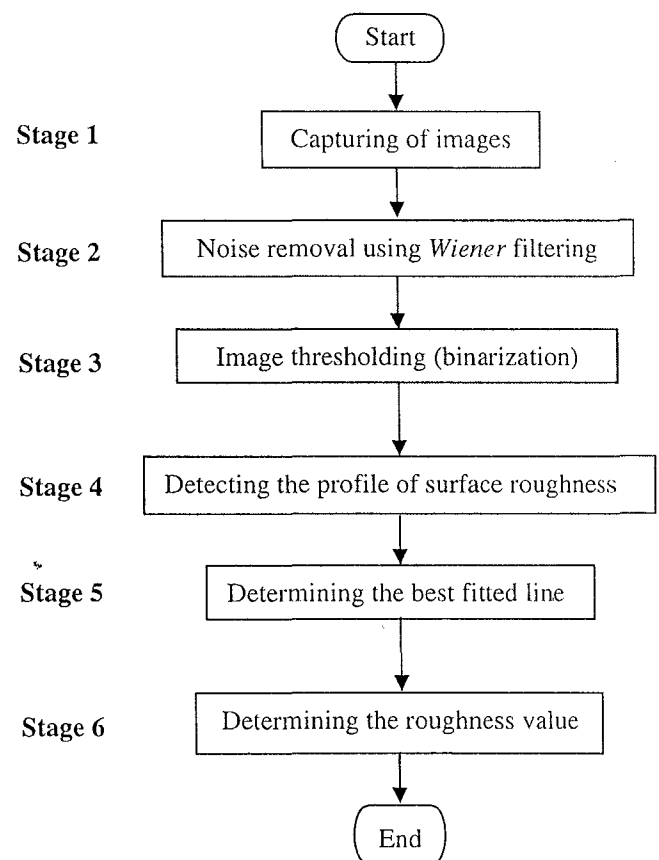 Start
Stage 1
Capturing of images
Stage 2
Noise removal using Wiener filtering
Stage 3
Image thresholding (binarization)
Stage 4
Detecting the profile of surface roughness
Stage 5
Determining the best fitted line
Stage 6
Determining the roughness value
End